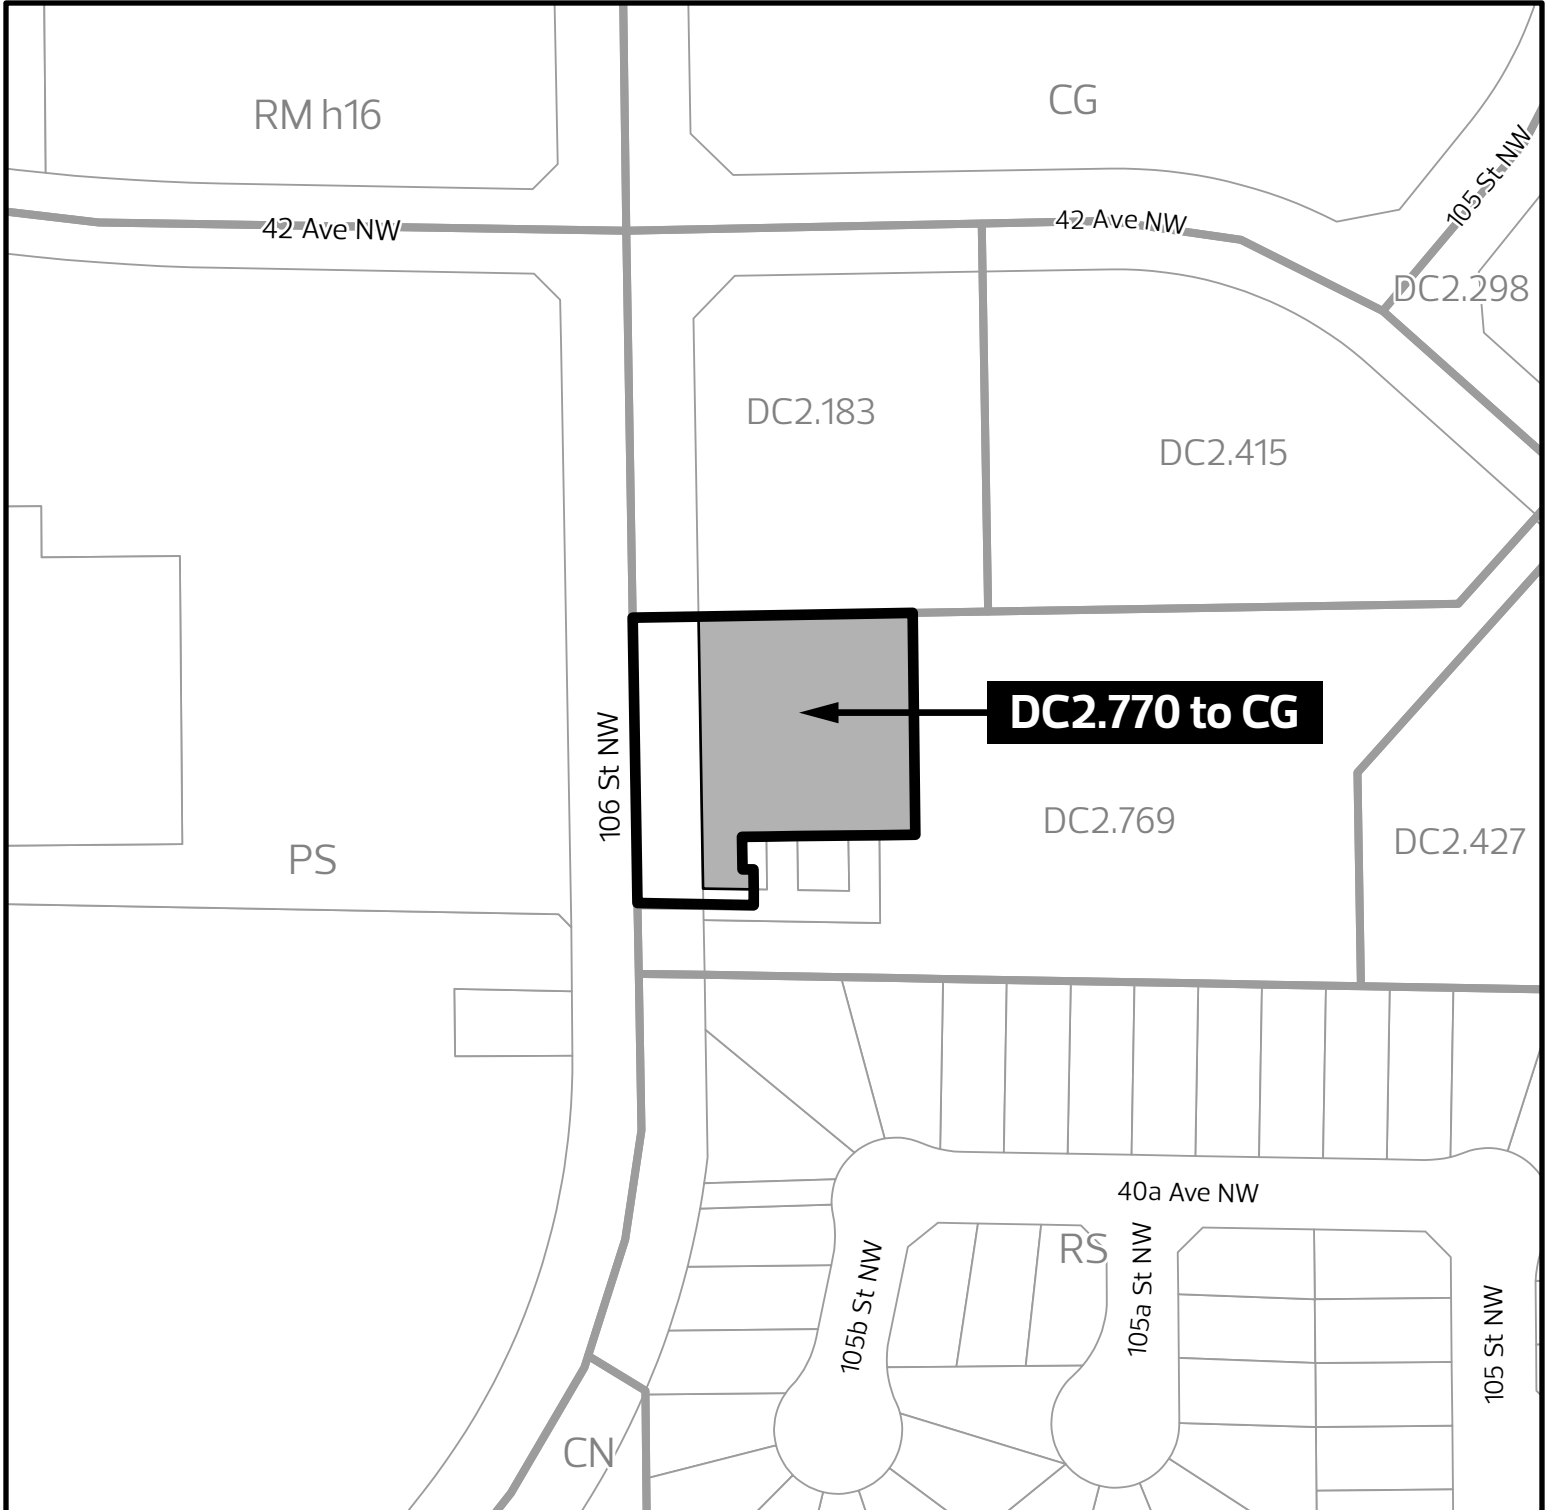 RM h16
CG
105 St NW
42 Ave NW
42 Ave NW
DC2.298
DC2.183
DC2.415
DC2.770 to CG
106 St NW
DC2.769
DC2.427
PS
40a Ave NW
RS
105b St NW
105a St NW
105 St NW
CN